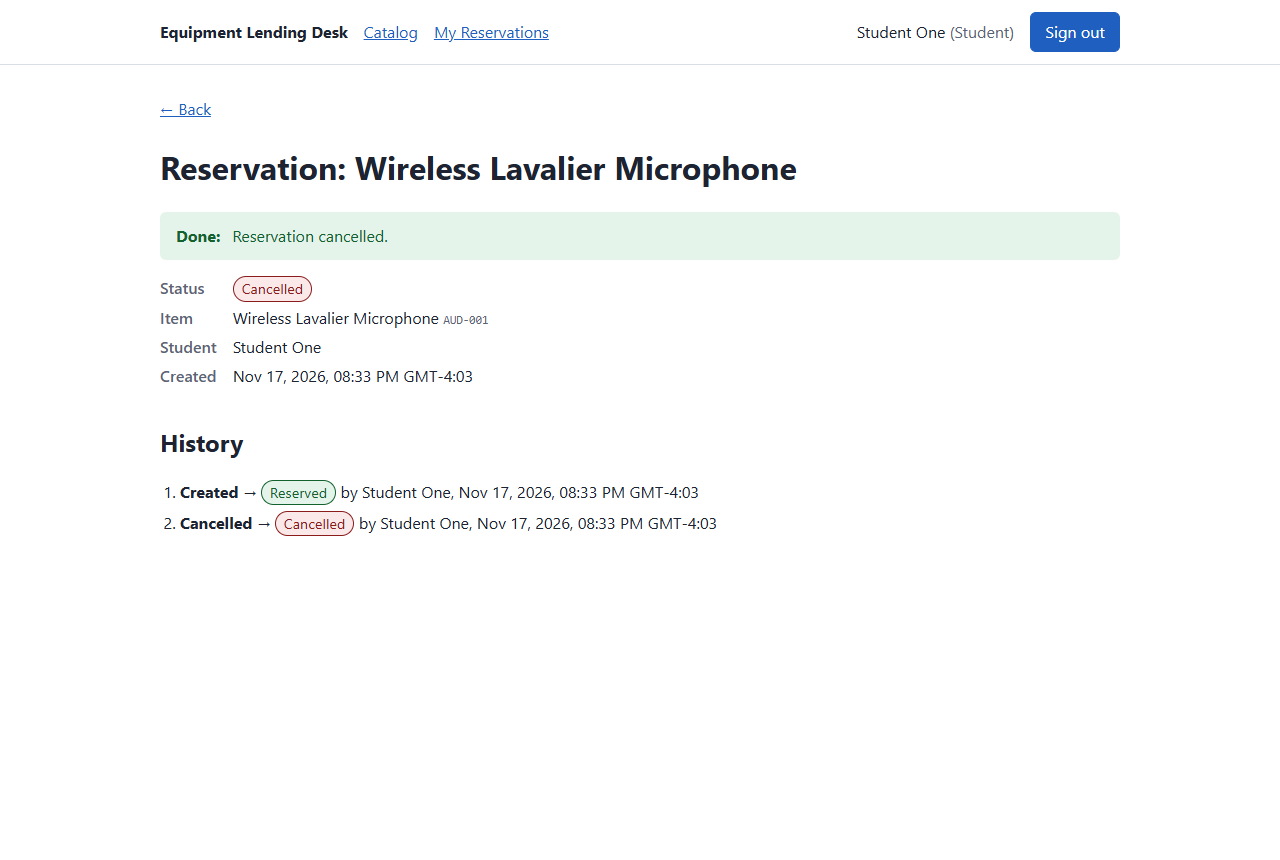 Equipment Lending Desk Catalog My Reservations Student One (Student) Sign out
← Back
Reservation: Wireless Lavalier Microphone
Done: Reservation cancelled.
Status Cancelled
Item Wireless Lavalier Microphone AUD-001
Student Student One
Created Nov 17, 2026, 08:33 PM GMT-4:03
History
1. Created → Reserved by Student One, Nov 17, 2026, 08:33 PM GMT-4:03
2. Cancelled → Cancelled by Student One, Nov 17, 2026, 08:33 PM GMT-4:03